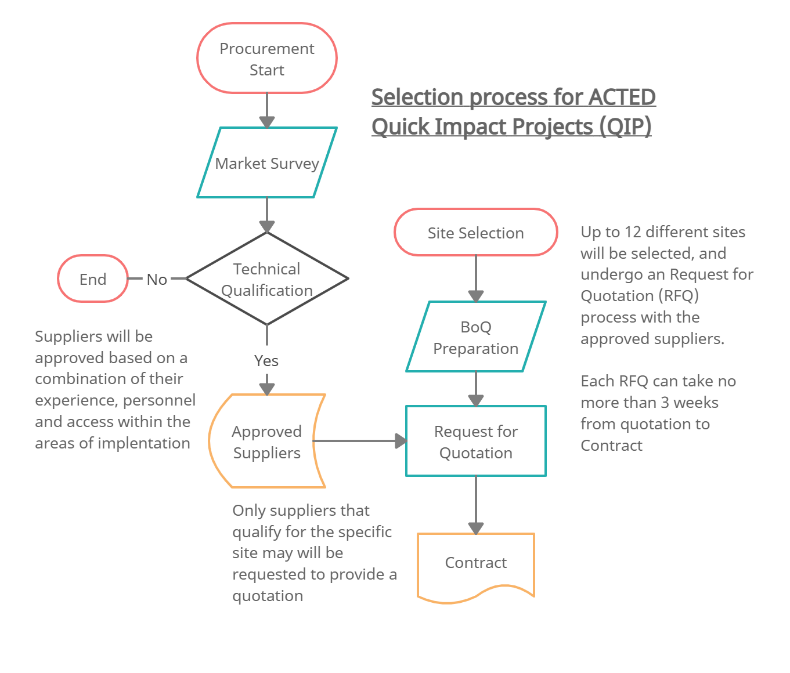 Procurement
Start
Selection process for ACTED
Quick Impact Projects (QIP)
Market Survey
Site Selection
Up to 12 different sites
will be selected, and
undergo an Request for
Quotation (RFQ)
process with the
approved suppliers.
Each RFQ can take no
more than 3 weeks
from quotation to
Contract
Technical
Qualification
No
End
Suppliers will be
approved based on a
combination of their
experience, personnel
and access within the
areas of implentation
Yes
BoQ
Preparation
Approved
Suppliers
Request for
Quotation
Only suppliers that
qualify for the specific
site may will be
requested to provide a
quotation
Contract